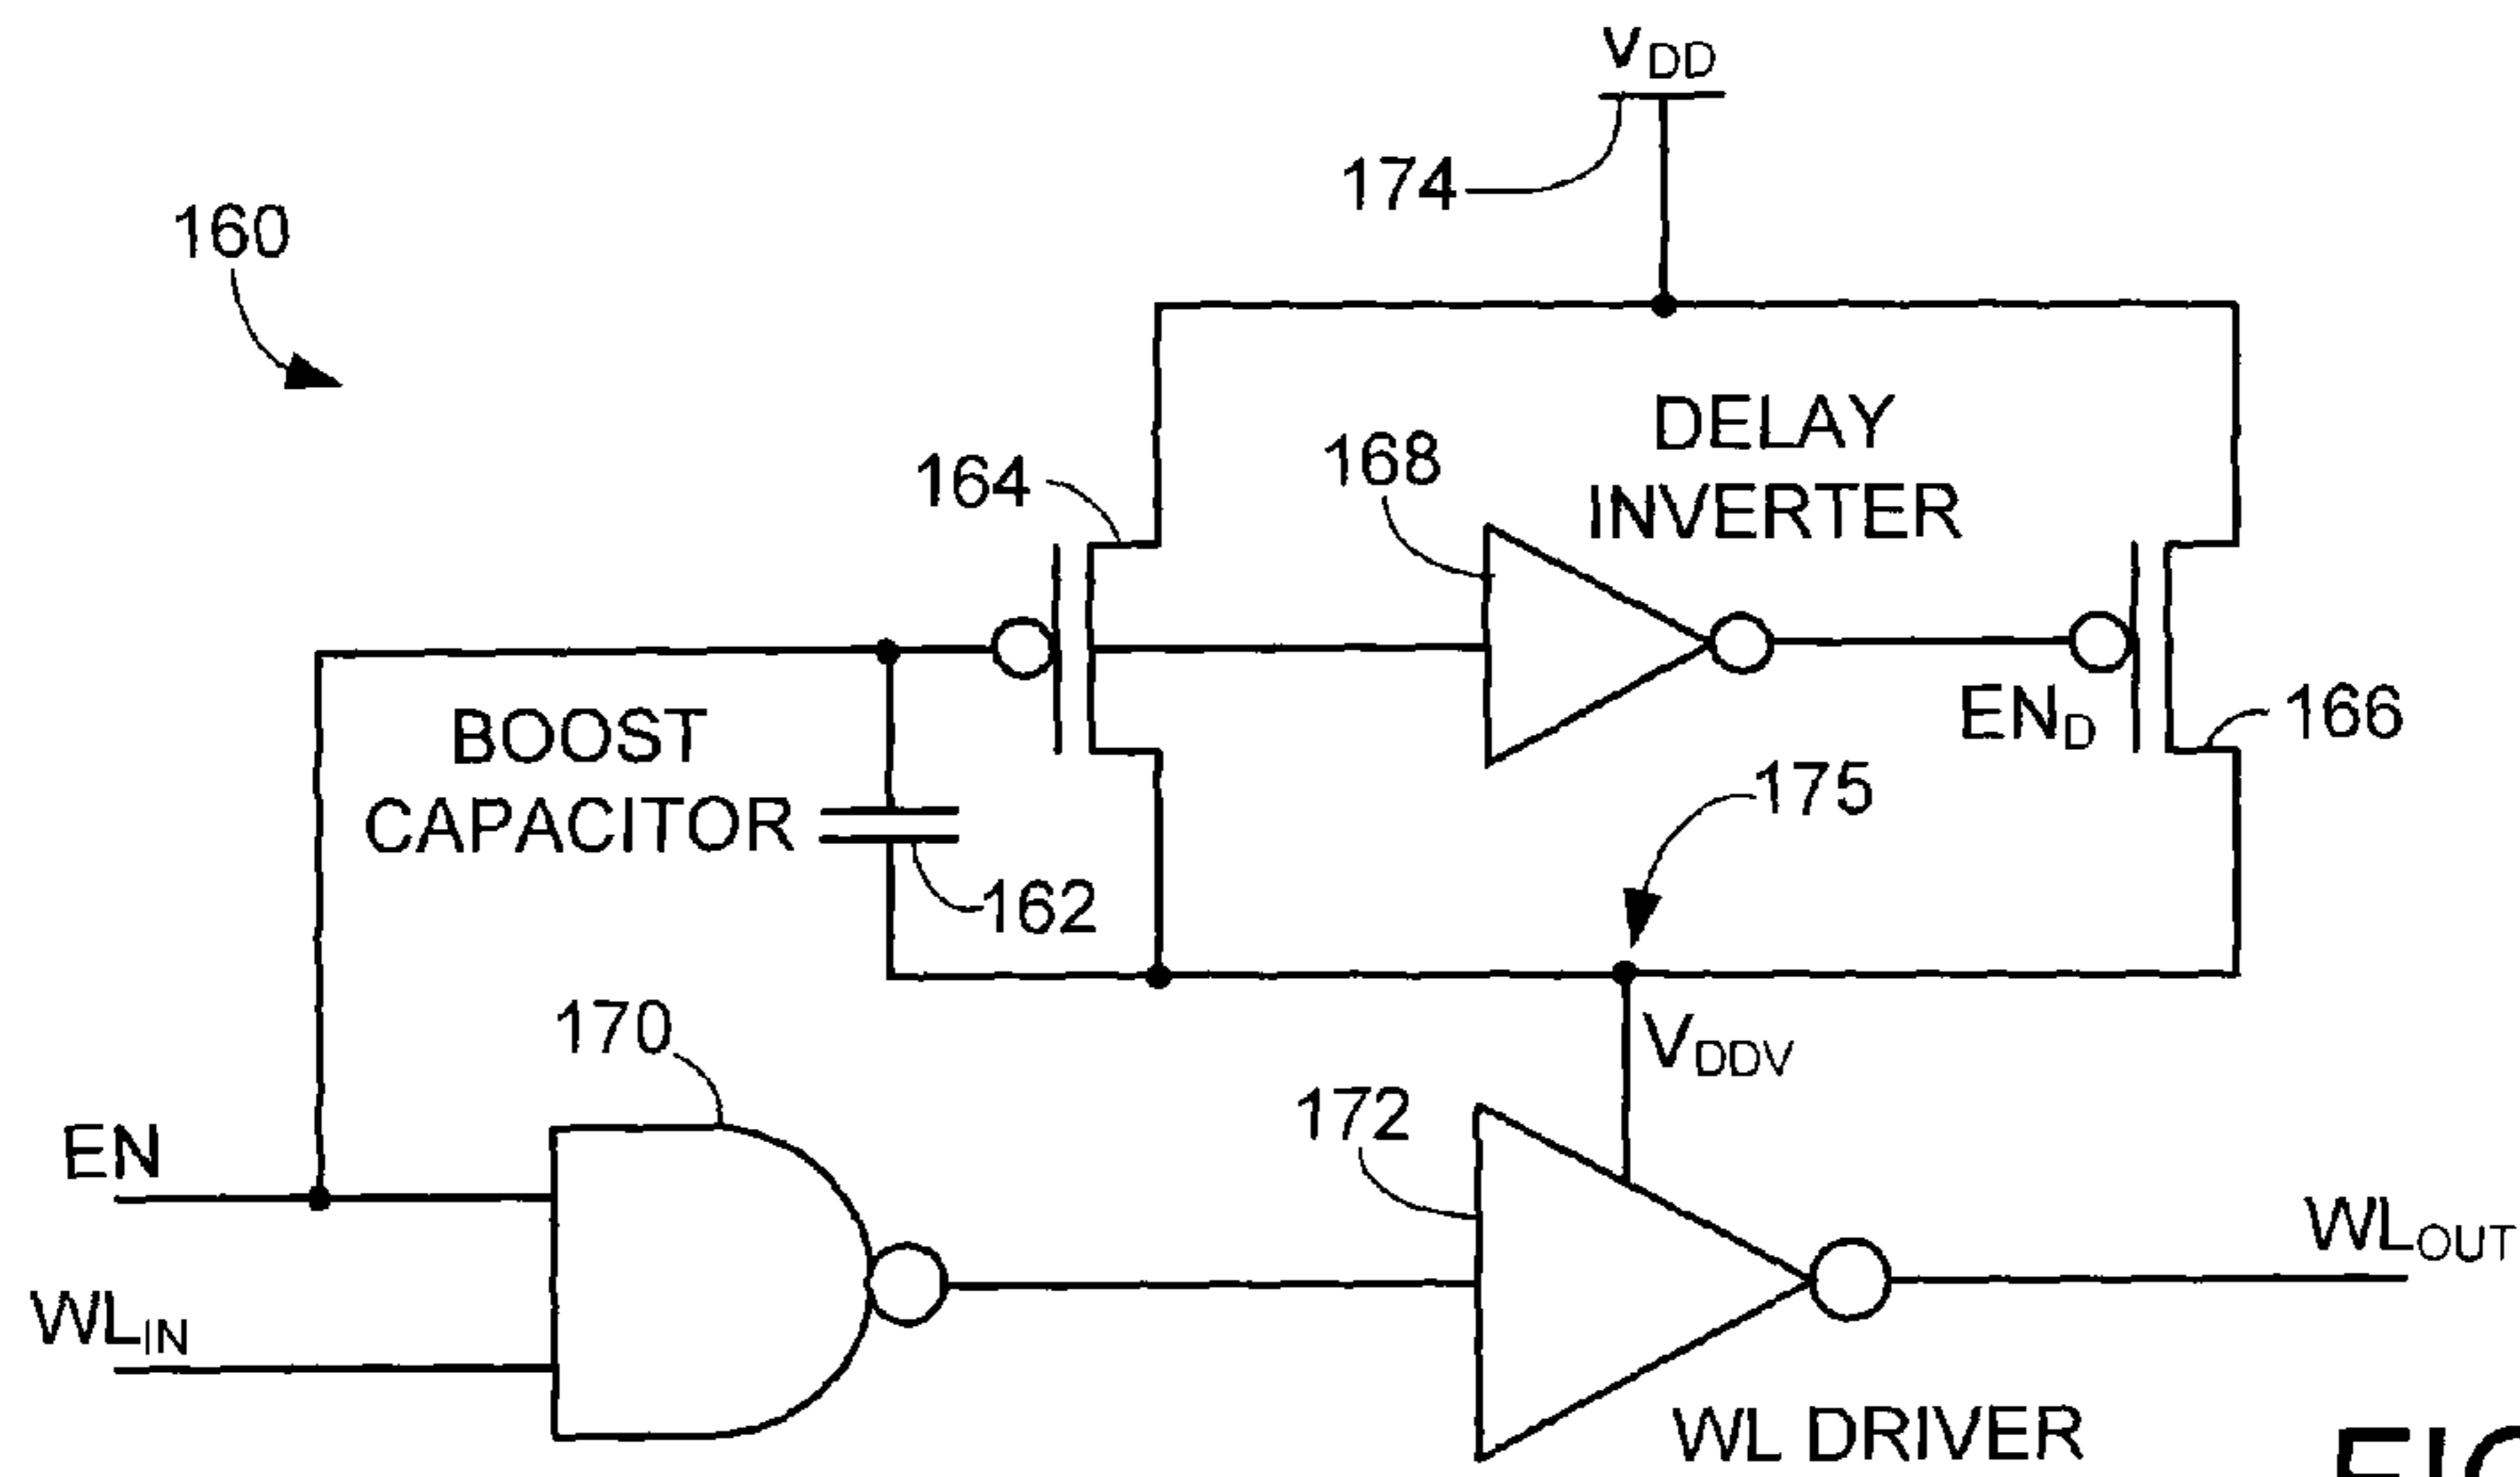 VDD
174
160
DELAY
INVERTER
168
164
BOOST
CAPACITOR
END
166
175
162
170
VDDV
172
EN
WLOUT
WLIN
WL DRIVER